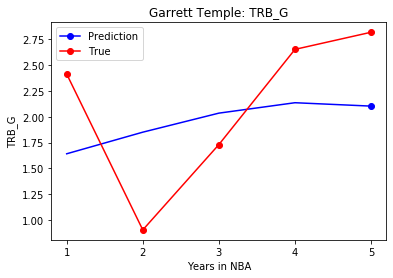 Garrett Temple: TRB_G
Prediction
True
TRB_G
2.75
2.50
2.25
2.00
1.75
1.50
1.25
1.00
1
2
3
4
5
Years in NBA